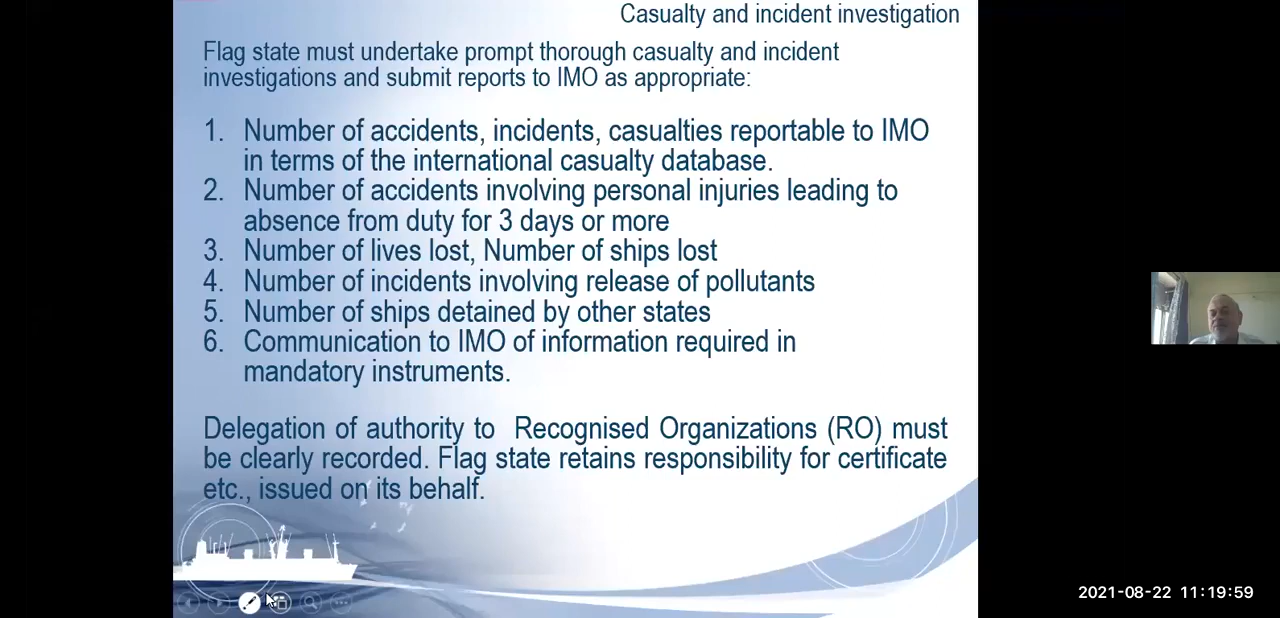 Casualty and incident investigation
Flag state must undertake prompt thorough casualty and incident
investigations and submit reports to IMO as appropriate:
1. Number of accidents, incidents, casualties reportable to IMO
in terms of the international casualty database.
2. Number of accidents involving personal injuries leading to
absence from duty for 3 days or more
3. Number of lives lost, Number of ships lost
4. Number of incidents involving release of pollutants
5. Number of ships detained by other states
6. Communication to IMO of information required in
mandatory instruments.
Delegation of authority to Recognised Organizations (RO) must
be clearly recorded. Flag state retains responsibility for certificate
etc., issued on its behalf.
2021-08-22 11:19:59